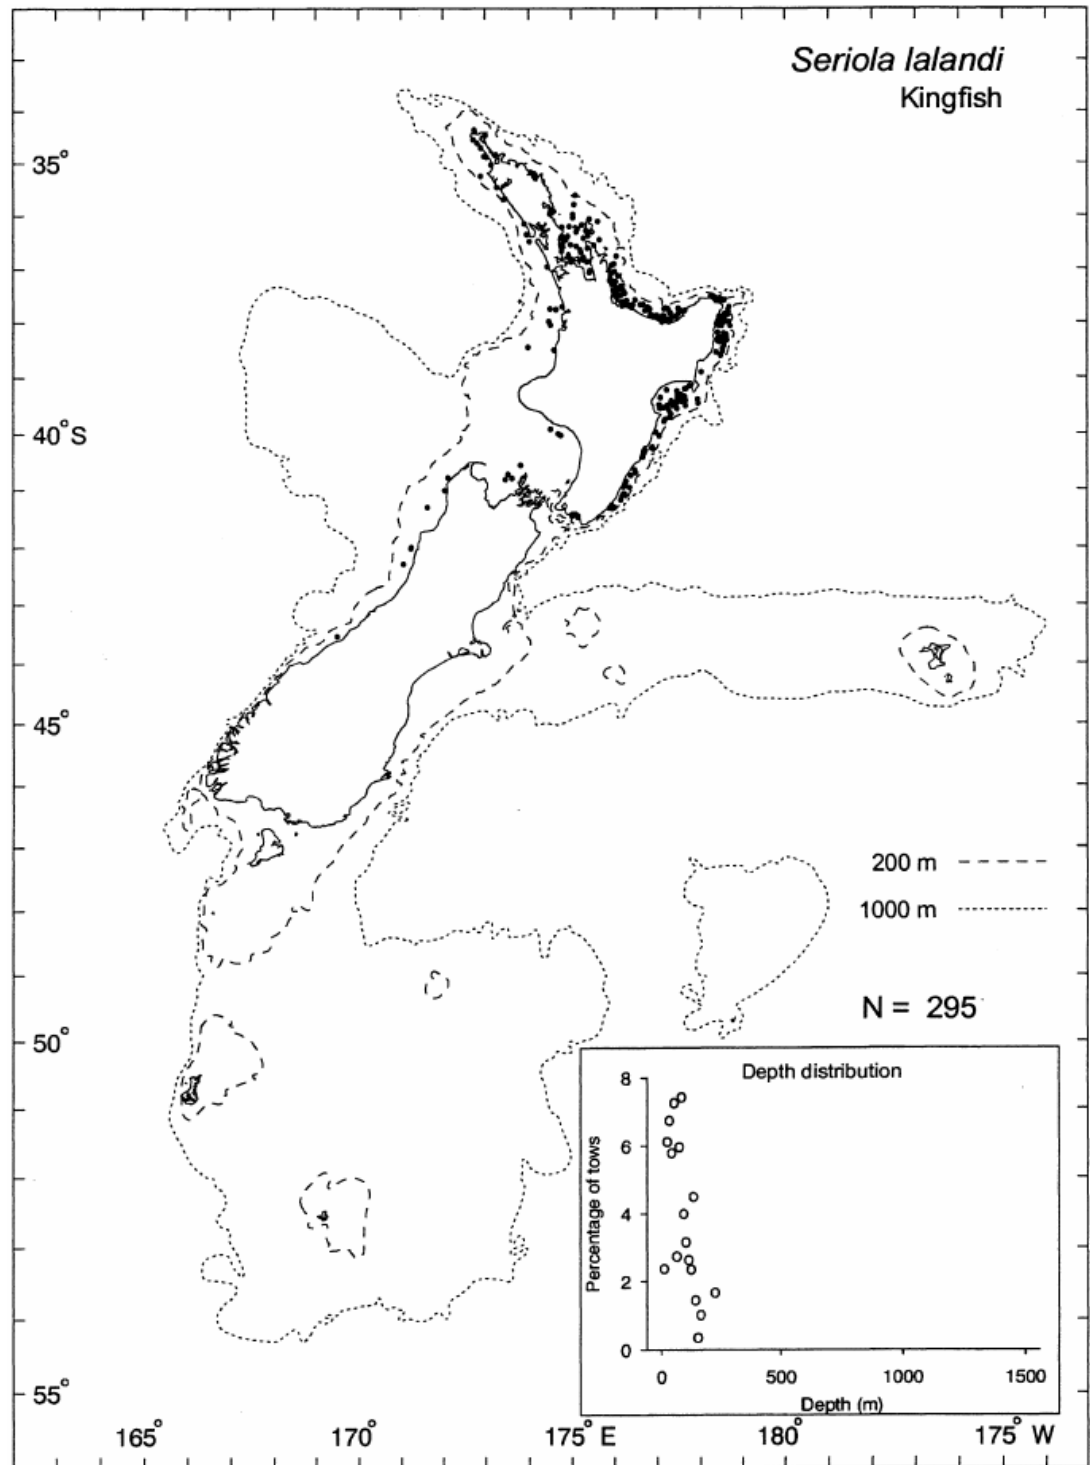 Seriola lalandi
Kingfish
35°
40°S
45°
200 m
1000 m
50°
N = 295
Depth distribution
8
6
4
2
0
Percentage of tows
0 500 1000 1500
Depth (m)
55°
165° 170° 175° E 180° 175° W